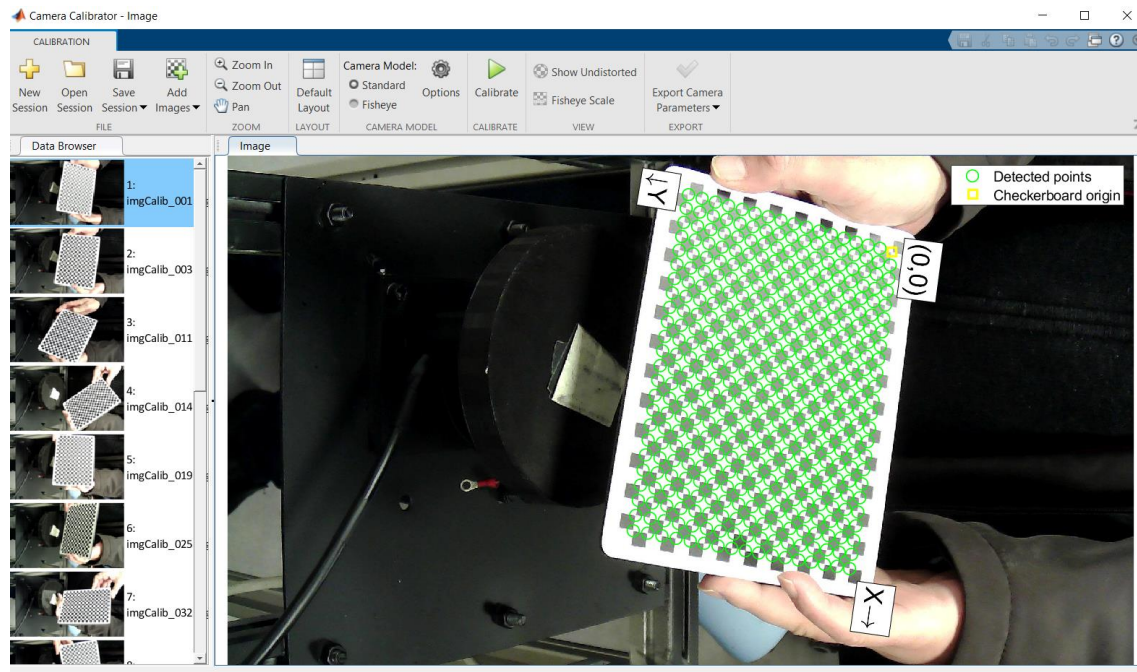 Camera Calibrator - Image
CALIBRATION
New Session
Open Session
Save Session
Add Images
FILE
Zoom In
Zoom Out
Pan
ZOOM
Default Layout
LAYOUT
Camera Model:
Standard
Fisheye
Options
CAMERA MODEL
Calibrate
CALIBRATE
Show Undistorted
Fisheye Scale
VIEW
Export Camera
Parameters
EXPORT
Data Browser
Image
1:
imgCalib_001
2:
imgCalib_003
3:
imgCalib_011
4:
imgCalib_014
5:
imgCalib_019
6:
imgCalib_025
7:
imgCalib_032
Detected points
Checkerboard origin
Y→
(0,0)
X→